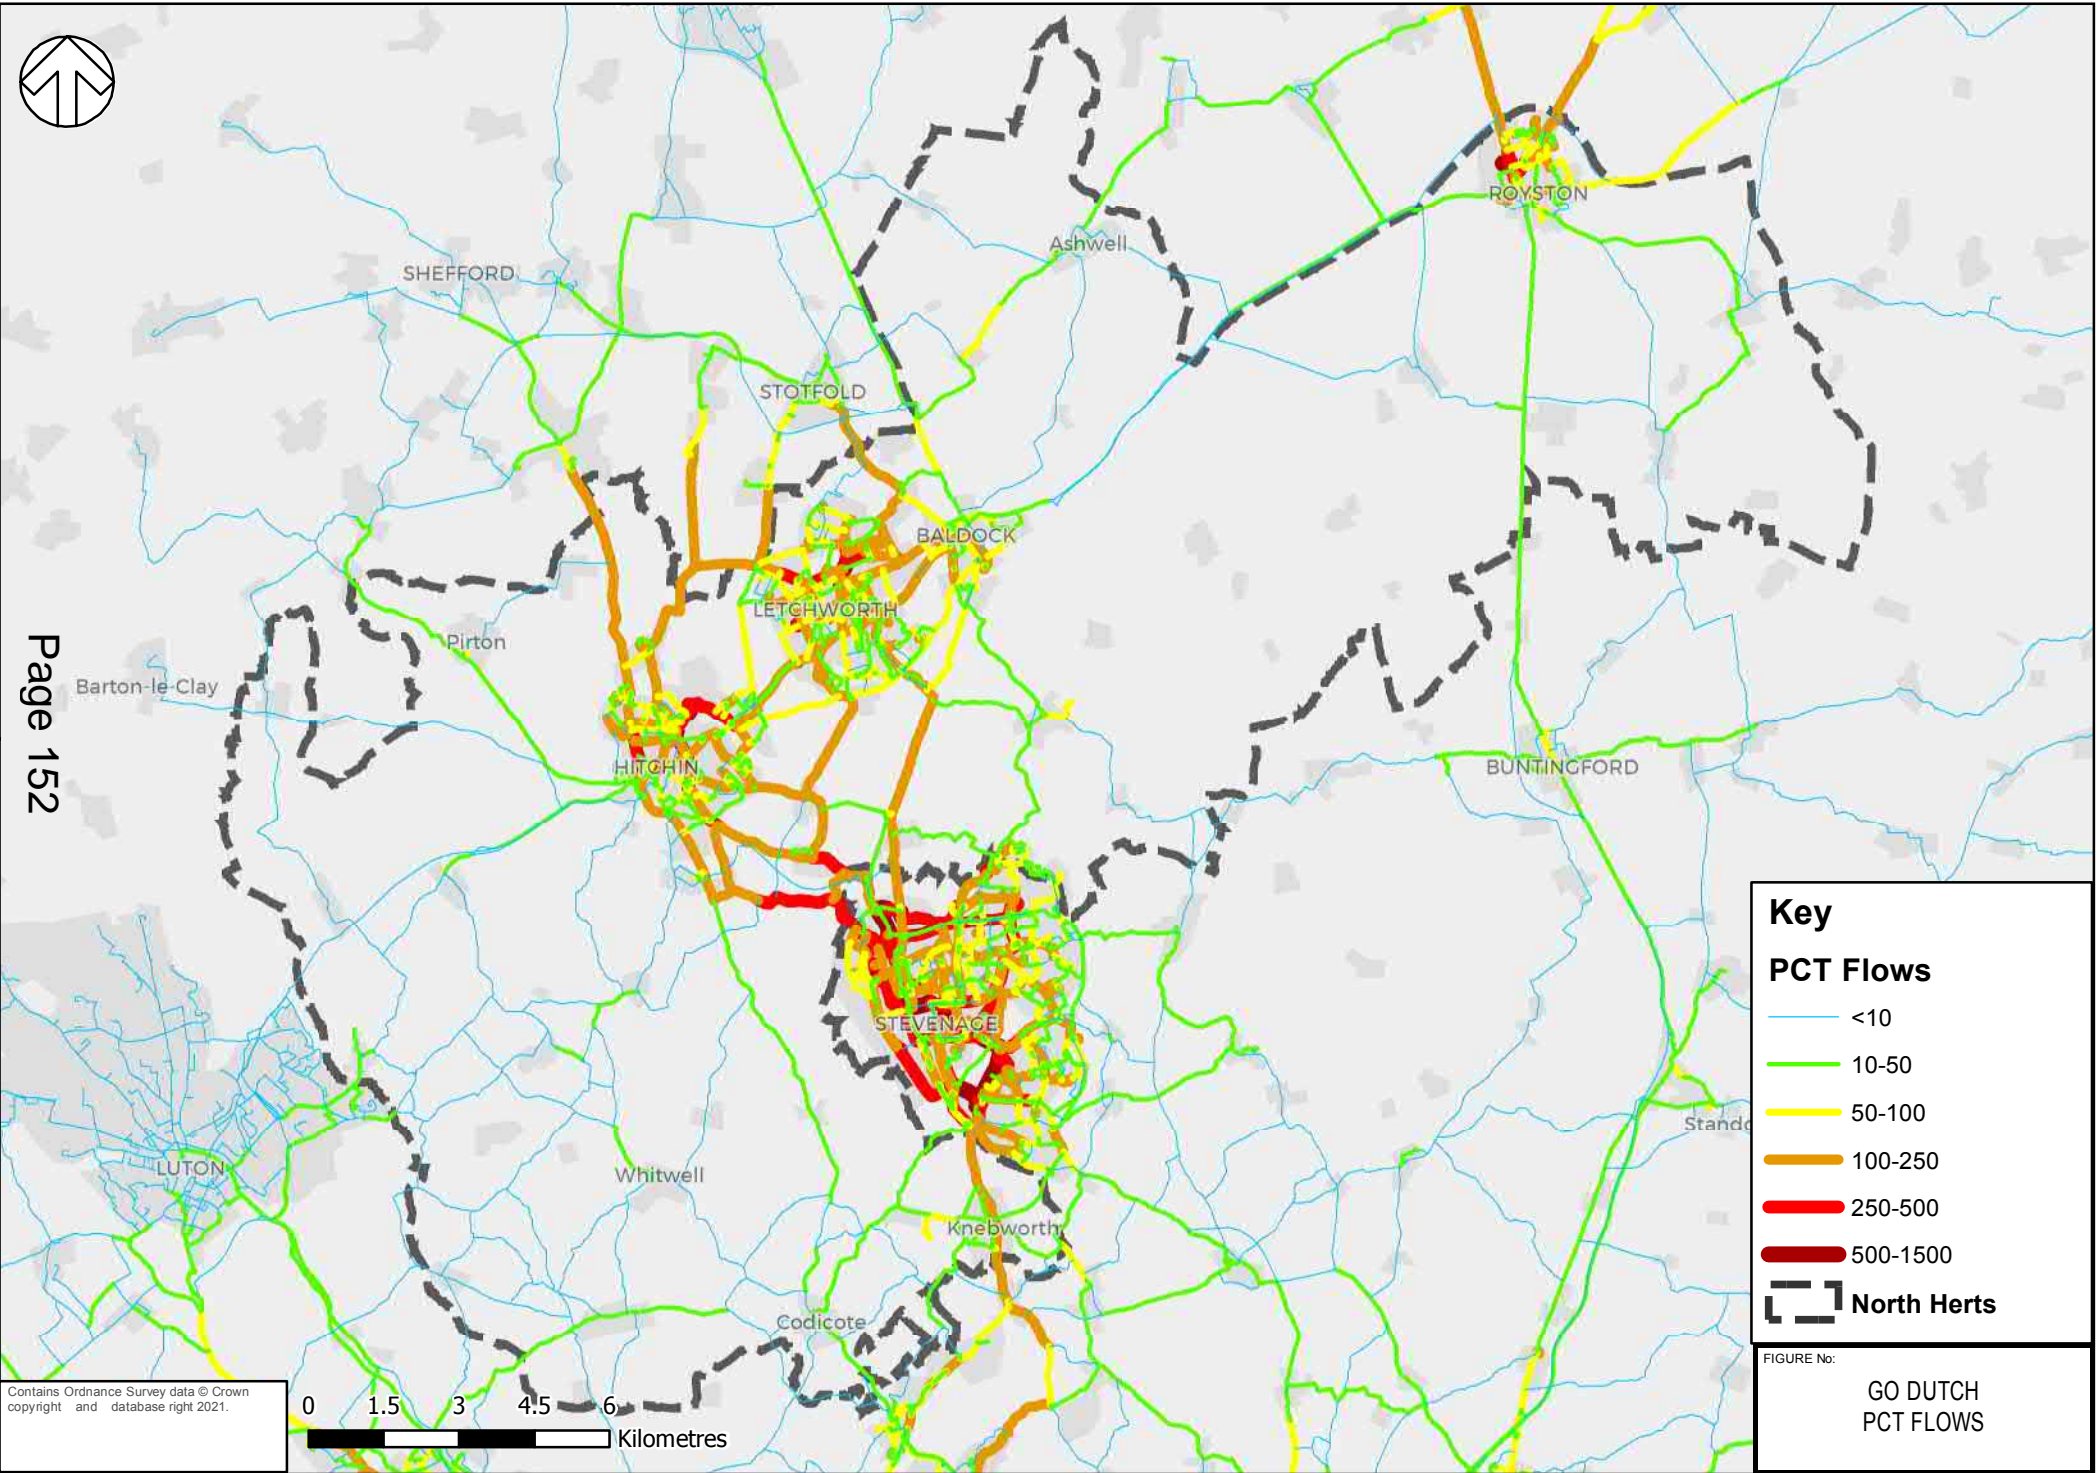 ROYSTON
Ashwell
SHEFFORD
STOTFOLD
BALDOCK
LETCHWORTH
Pirton
Barton-le-Clay
HITCHIN
BUNTINGFORD
STEVENAGE
LUTON
Whitwell
Knebworth
Codicote
Page 152
Key
PCT Flows
<10
10-50
50-100
100-250
250-500
500-1500
North Herts
FIGURE No:
GO DUTCH
PCT FLOWS
Contains Ordnance Survey data © Crown
copyright and database right 2021.
0 1.5 3 4.5 6
Kilometres